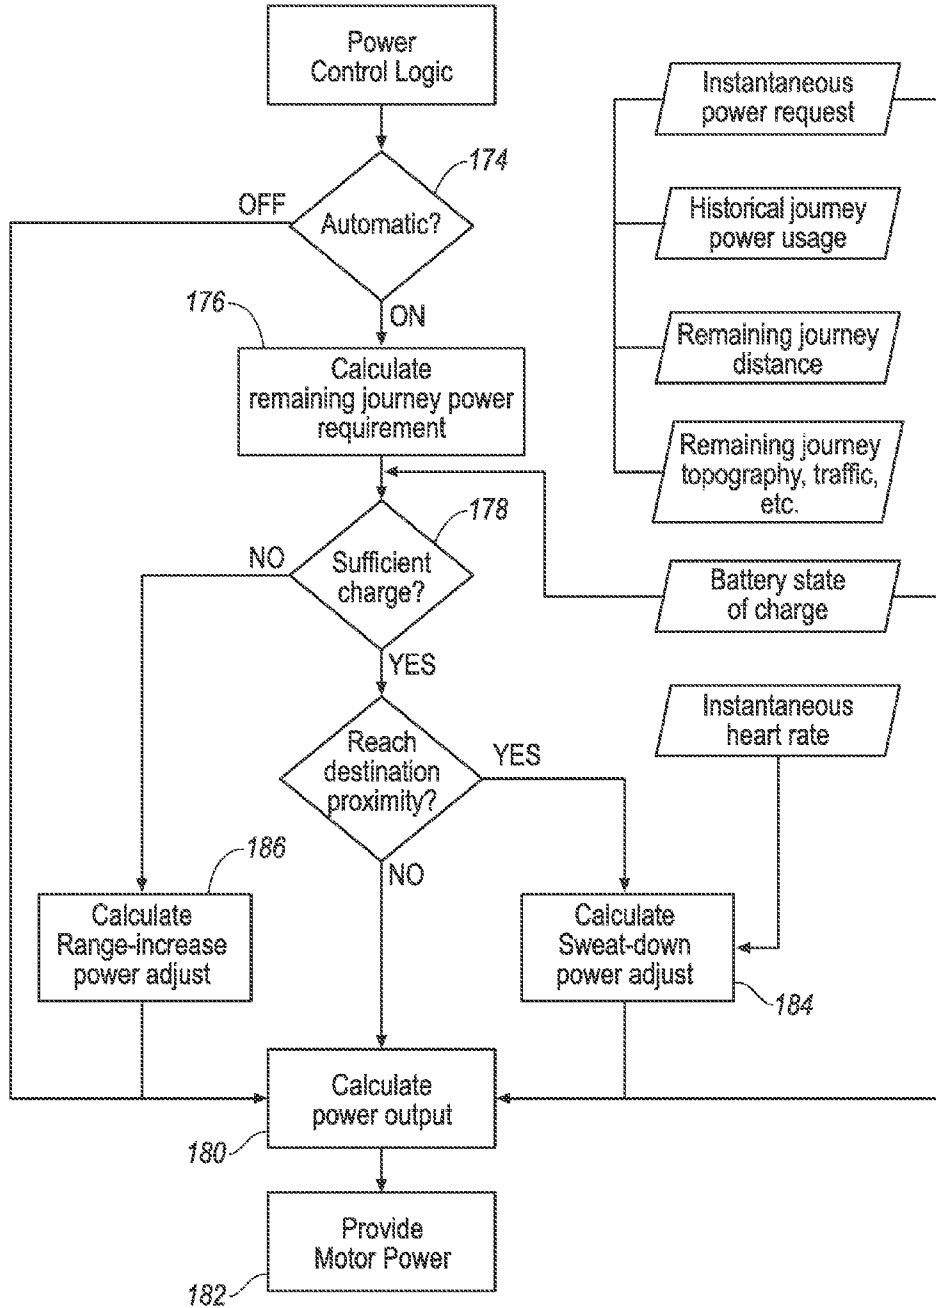 Power
Control Logic
174
OFF
Automatic?
ON
176
Calculate
remaining journey power
requirement
178
NO
Sufficient
charge?
YES
Reach
destination
proximity?
YES
NO
186
Calculate
Range-increase
power adjust
Calculate
Sweat-down
power adjust
184
Calculate
power output
180
Provide
Motor Power
182
Instantaneous
power request
Historical journey
power usage
Remaining journey
distance
Remaining journey
topography, traffic,
etc.
Battery state
of charge
Instantaneous
heart rate